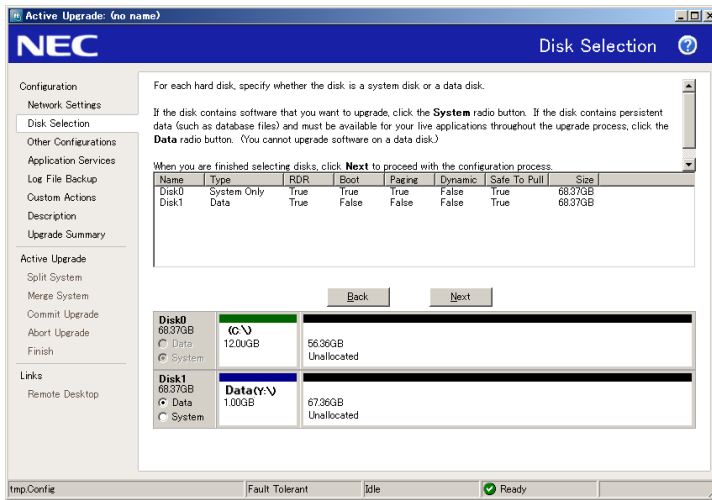 Active Upgrade: (no name)
NEC
Disk Selection
?
Configuration
Network Settings
Disk Selection
Other Configurations
Application Services
Log File Backup
Custom Actions
Description
Upgrade Summary
Active Upgrade
Split System
Merge System
Commit Upgrade
Abort Upgrade
Finish
Links
Remote Desktop
For each hard disk, specify whether the disk is a system disk or a data disk.
If the disk contains software that you want to upgrade, click the System radio button. If the disk contains persistent
data (such as database files) and must be available for your live applications throughout the upgrade process, click the
Data radio button. (You cannot upgrade software on a data disk.)
When you are finished selecting disks, click Next to proceed with the configuration process.
Name Type RDR Boot Paging Dynamic Safe To Pull Size
Disk0 System Only True True True False True 68.37GB
Disk1 Data True False False False True 68.37GB
Back Next
Disk0
68.37GB
Data
System
(C:\)
12.00GB
56.36GB
Unallocated
Disk1
68.37GB
Data
System
Data(Y:\)
1.00GB
67.36GB
Unallocated
tmp.Config Fault Tolerant Idle Ready